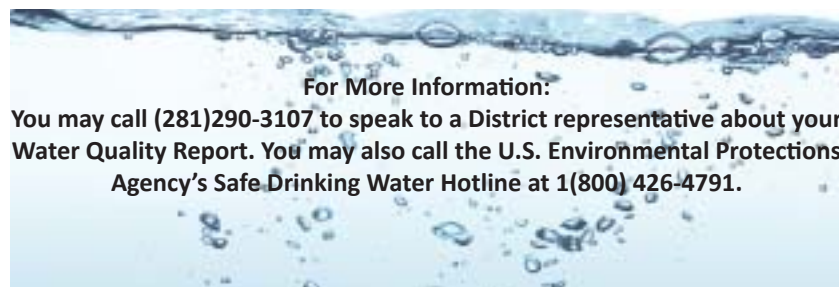 For More Information:
You may call (281)290-3107 to speak to a District representative about your
Water Quality Report. You may also call the U.S. Environmental Protections
Agency's Safe Drinking Water Hotline at 1(800) 426-4791.